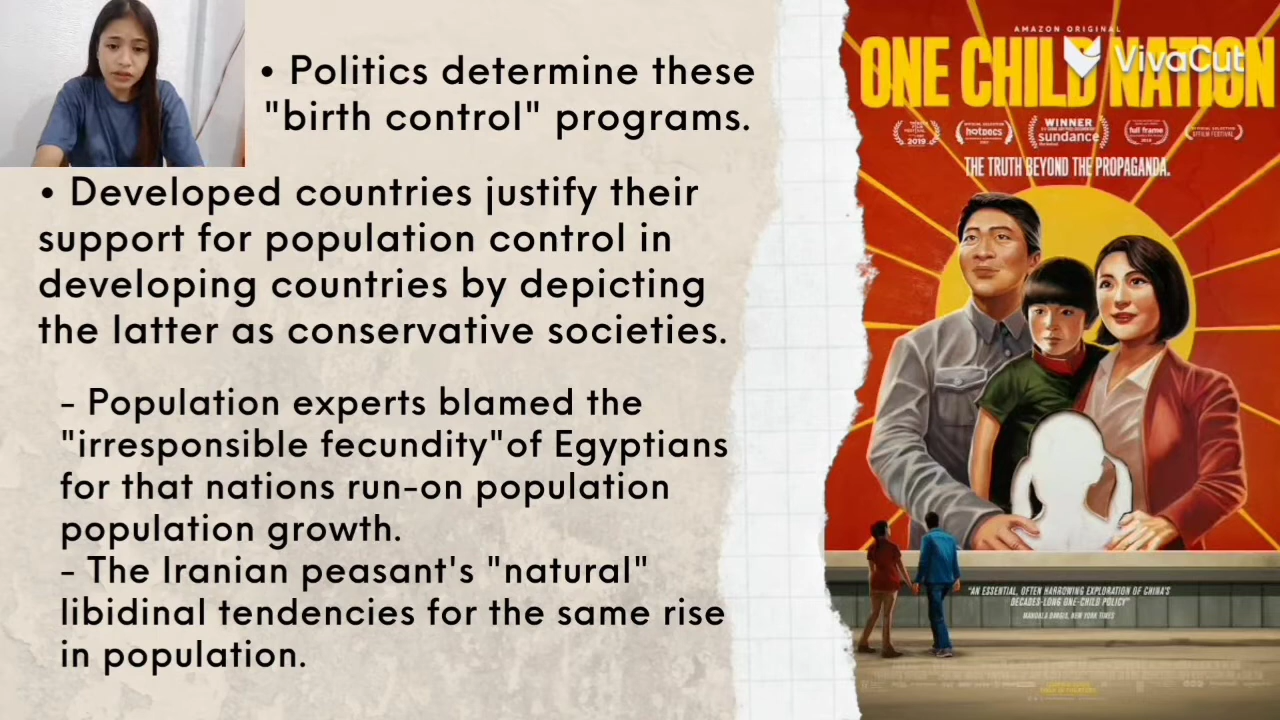 • Politics determine these
"birth control" programs.
• Developed countries justify their
support for population control in
developing countries by depicting
the latter as conservative societies.
- Population experts blamed the
"irresponsible fecundity"of Egyptians
for that nations run-on population
population growth.
- The Iranian peasant's "natural"
libidinal tendencies for the same rise
in population.
AMAZON ORIGINAL
ONE CHILD NATION
VivaCut
2019
hotdocs
WINNER
sundance
full frame
THE TRUTH BEYOND THE PROPAGANDA.
"AN ESSENTIAL, OFTEN HARROWING EXPLORATION OF CHINA'S
DECADES-LONG ONE-CHILD POLICY"
NEW YORK TIMES